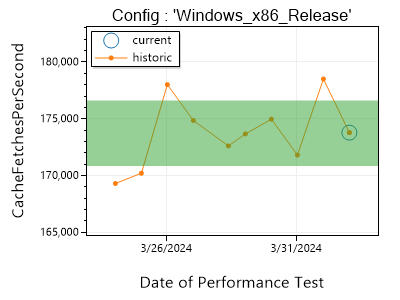 Config : 'Windows_x86_Release'
current
historic
180,000
175,000
170,000
165,000
CacheFetchesPerSecond
3/26/2024
3/31/2024
Date of Performance Test